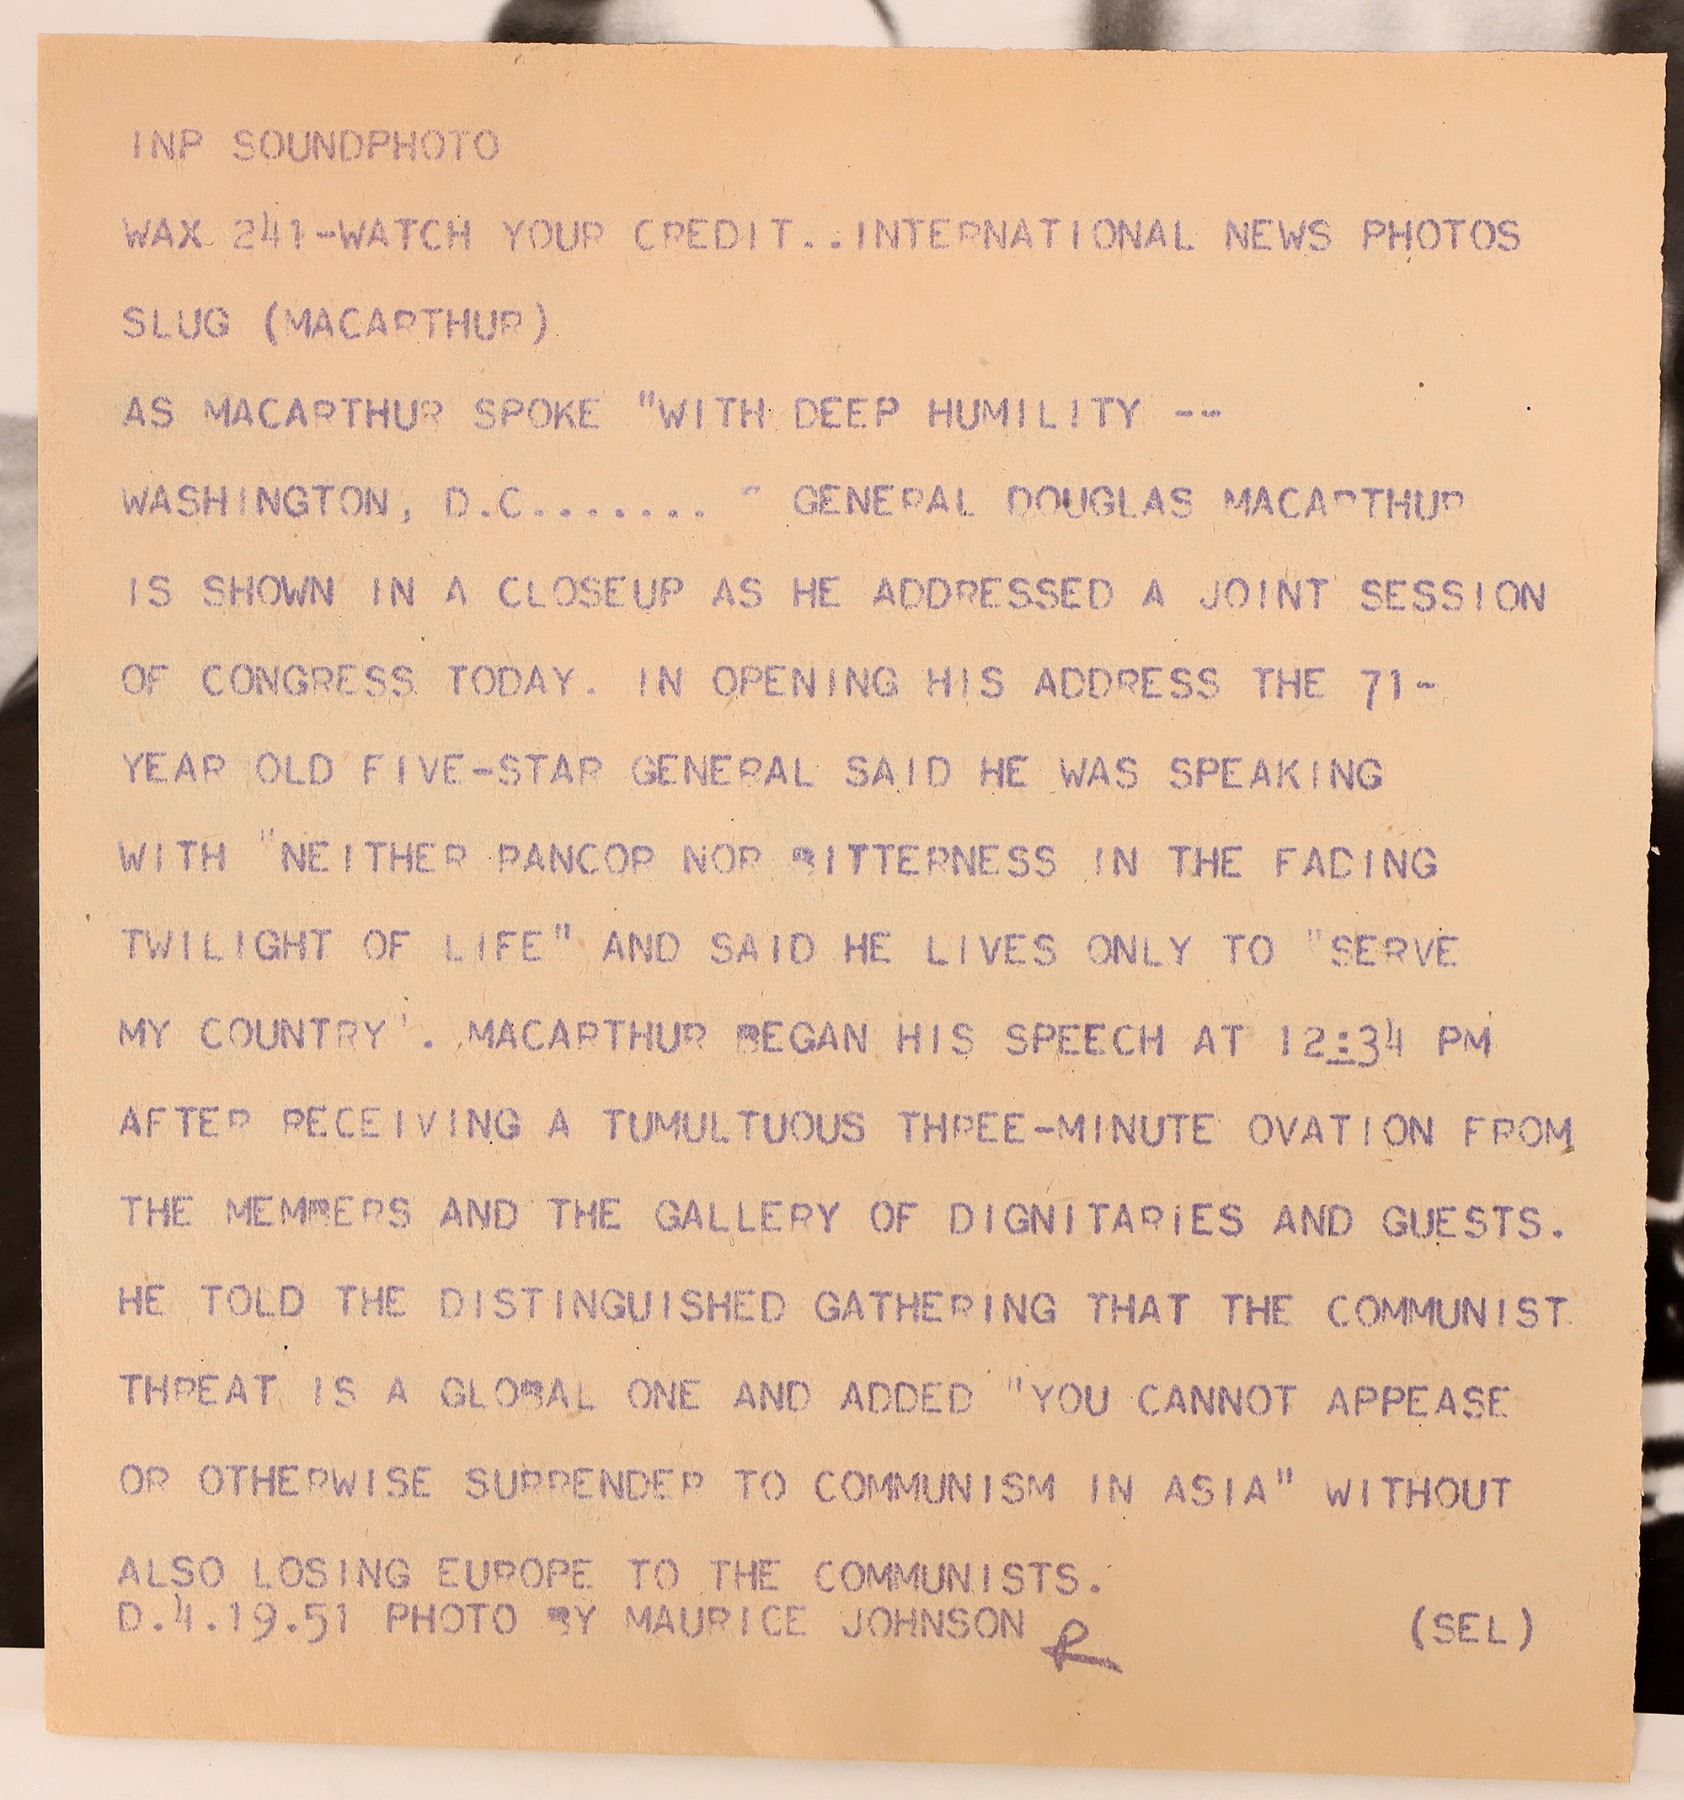 INP SOUNDPHOTO
WAX 241-WATCH YOUR CREDIT..INTERNATIONAL NEWS PHOTOS
SLUG (MACARTHUR)
AS MACARTHUR SPOKE "WITH DEEP HUMILITY --
WASHINGTON, D.C....... GENERAL DOUGLAS MACARTHUR
IS SHOWN IN A CLOSEUP AS HE ADDRESSED A JOINT SESSION
OF CONGRESS TODAY. IN OPENING HIS ADDRESS THE 71-
YEAR OLD FIVE-STAR GENERAL SAID HE WAS SPEAKING
WITH "NEITHER RANCOR NOR BITTERNESS IN THE FADING
TWILIGHT OF LIFE" AND SAID HE LIVES ONLY TO "SERVE
MY COUNTRY'. MACARTHUR BEGAN HIS SPEECH AT 12:34 PM
AFTER RECEIVING A TUMULTUOUS THREE-MINUTE OVATION FROM
THE MEMBERS AND THE GALLERY OF DIGNITARIES AND GUESTS.
HE TOLD THE DISTINGUISHED GATHERING THAT THE COMMUNIST
THREAT IS A GLOBAL ONE AND ADDED "YOU CANNOT APPEASE
OR OTHERWISE SURRENDER TO COMMUNISM IN ASIA" WITHOUT
ALSO LOSING EUROPE TO THE COMMUNISTS.
D.4.19.51 PHOTO BY MAURICE JOHNSON R (SEL)